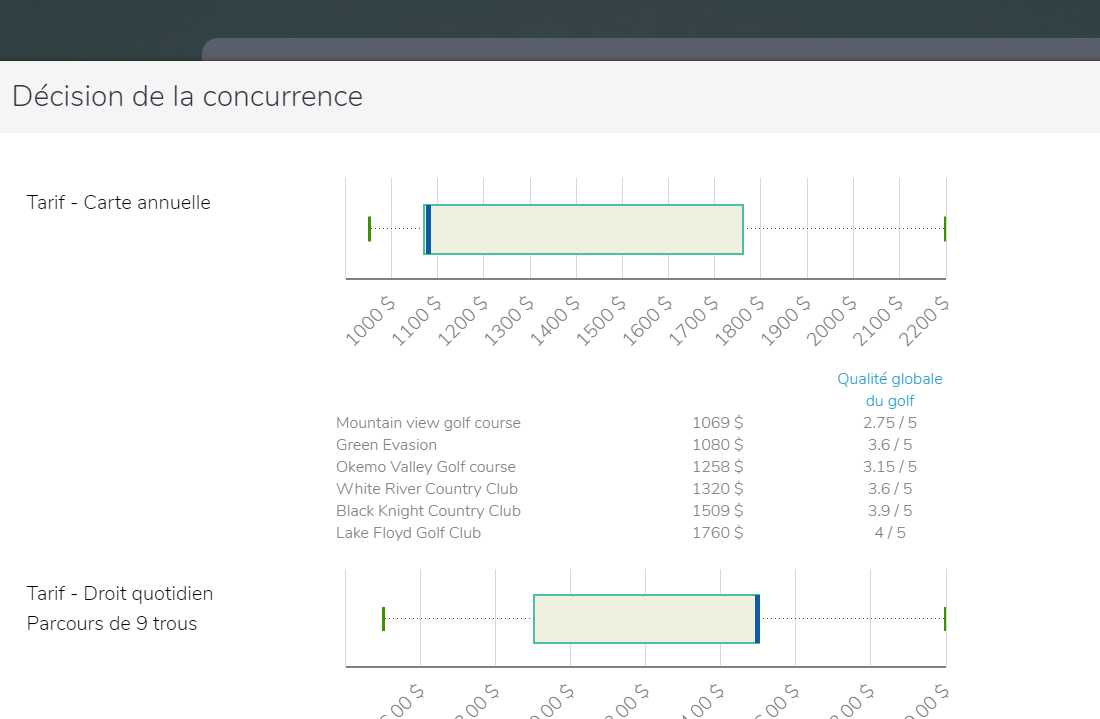 Décision de la concurrence
Tarif - Carte annuelle
1000 $ 1100 $ 1200 $ 1300 $ 1400 $ 1500 $ 1600 $ 1700 $ 1800 $ 1900 $ 2000 $ 2100 $ 2200 $
Qualité globale
du golf
Mountain view golf course 1069 $ 2.75 / 5
Green Evasion 1080 $ 3.6 / 5
Okemo Valley Golf course 1258 $ 3.15 / 5
White River Country Club 1320 $ 3.6 / 5
Black Knight Country Club 1509 $ 3.9 / 5
Lake Floyd Golf Club 1760 $ 4 / 5
Tarif - Droit quotidien
Parcours de 9 trous